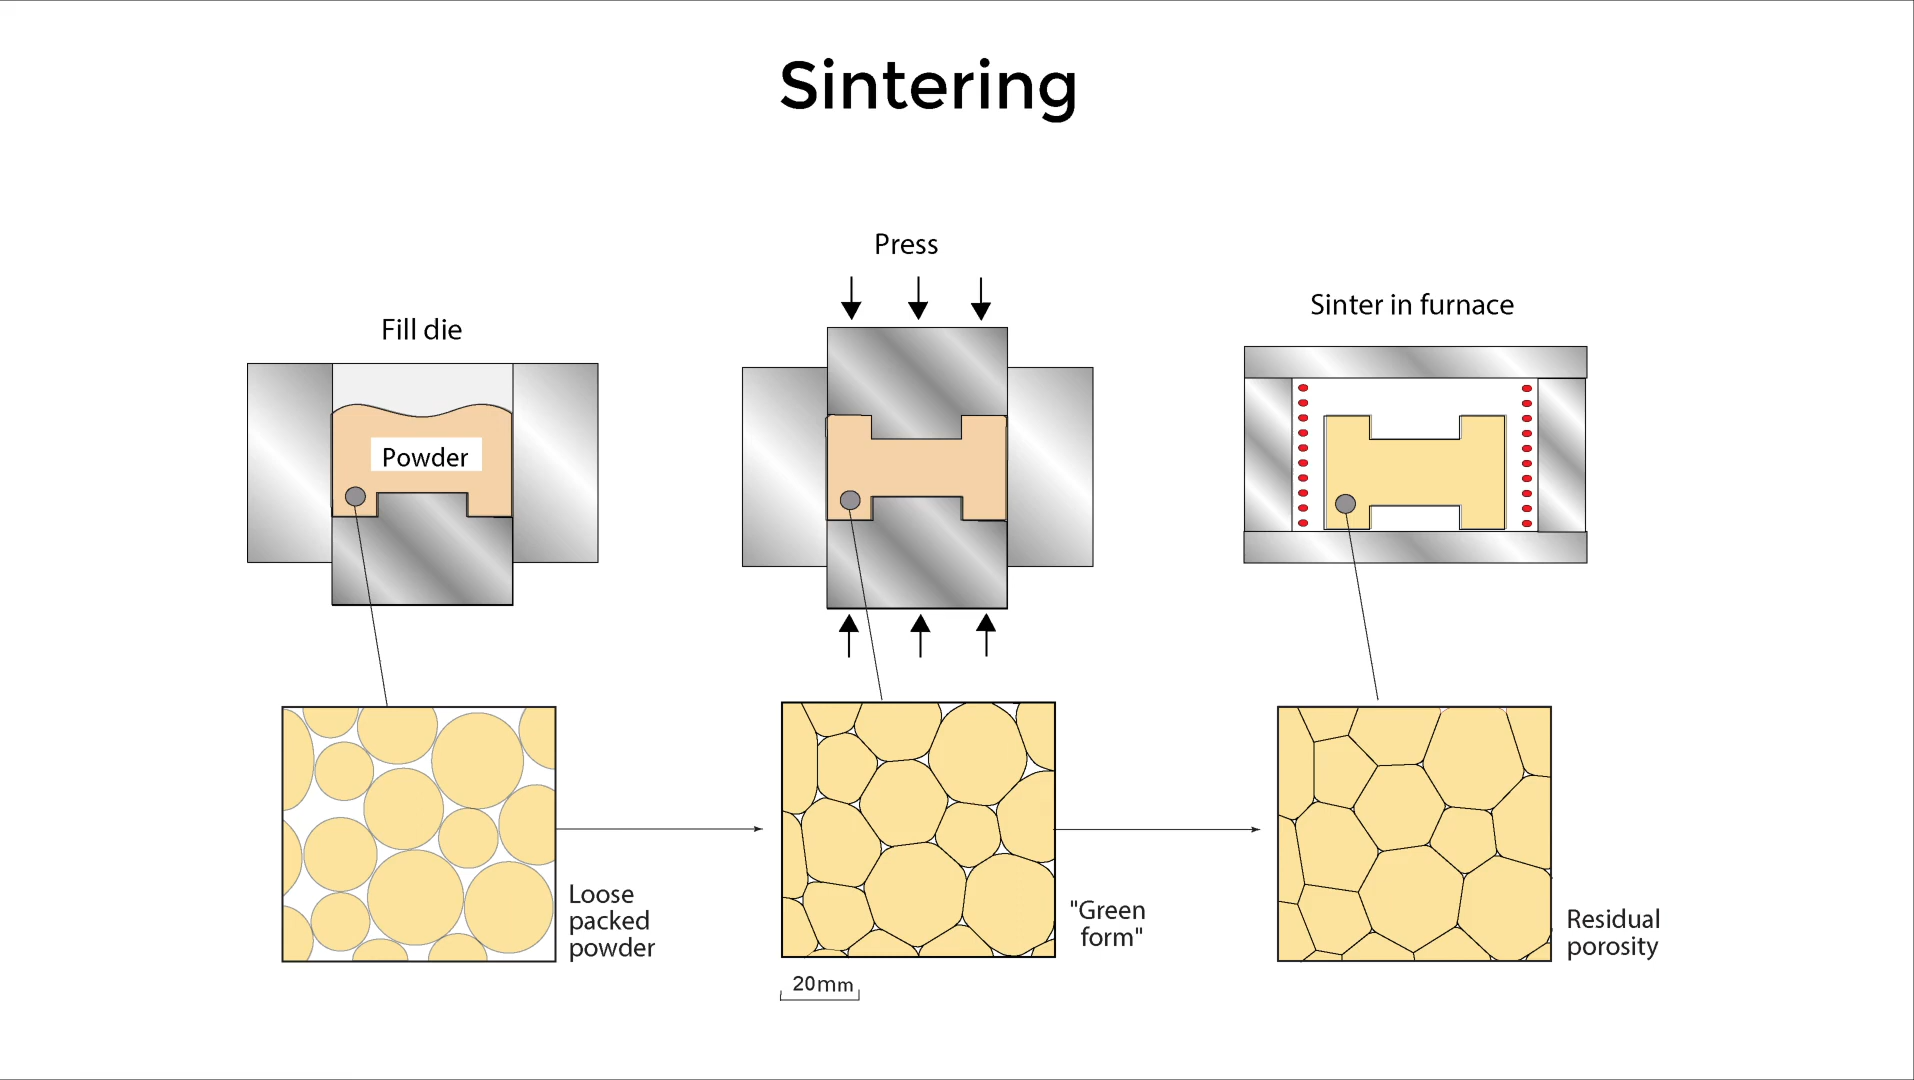 Sintering
Press
Sinter in furnace
Fill die
Powder
Loose
packed
powder
"Green
form"
Residual
porosity
20mm